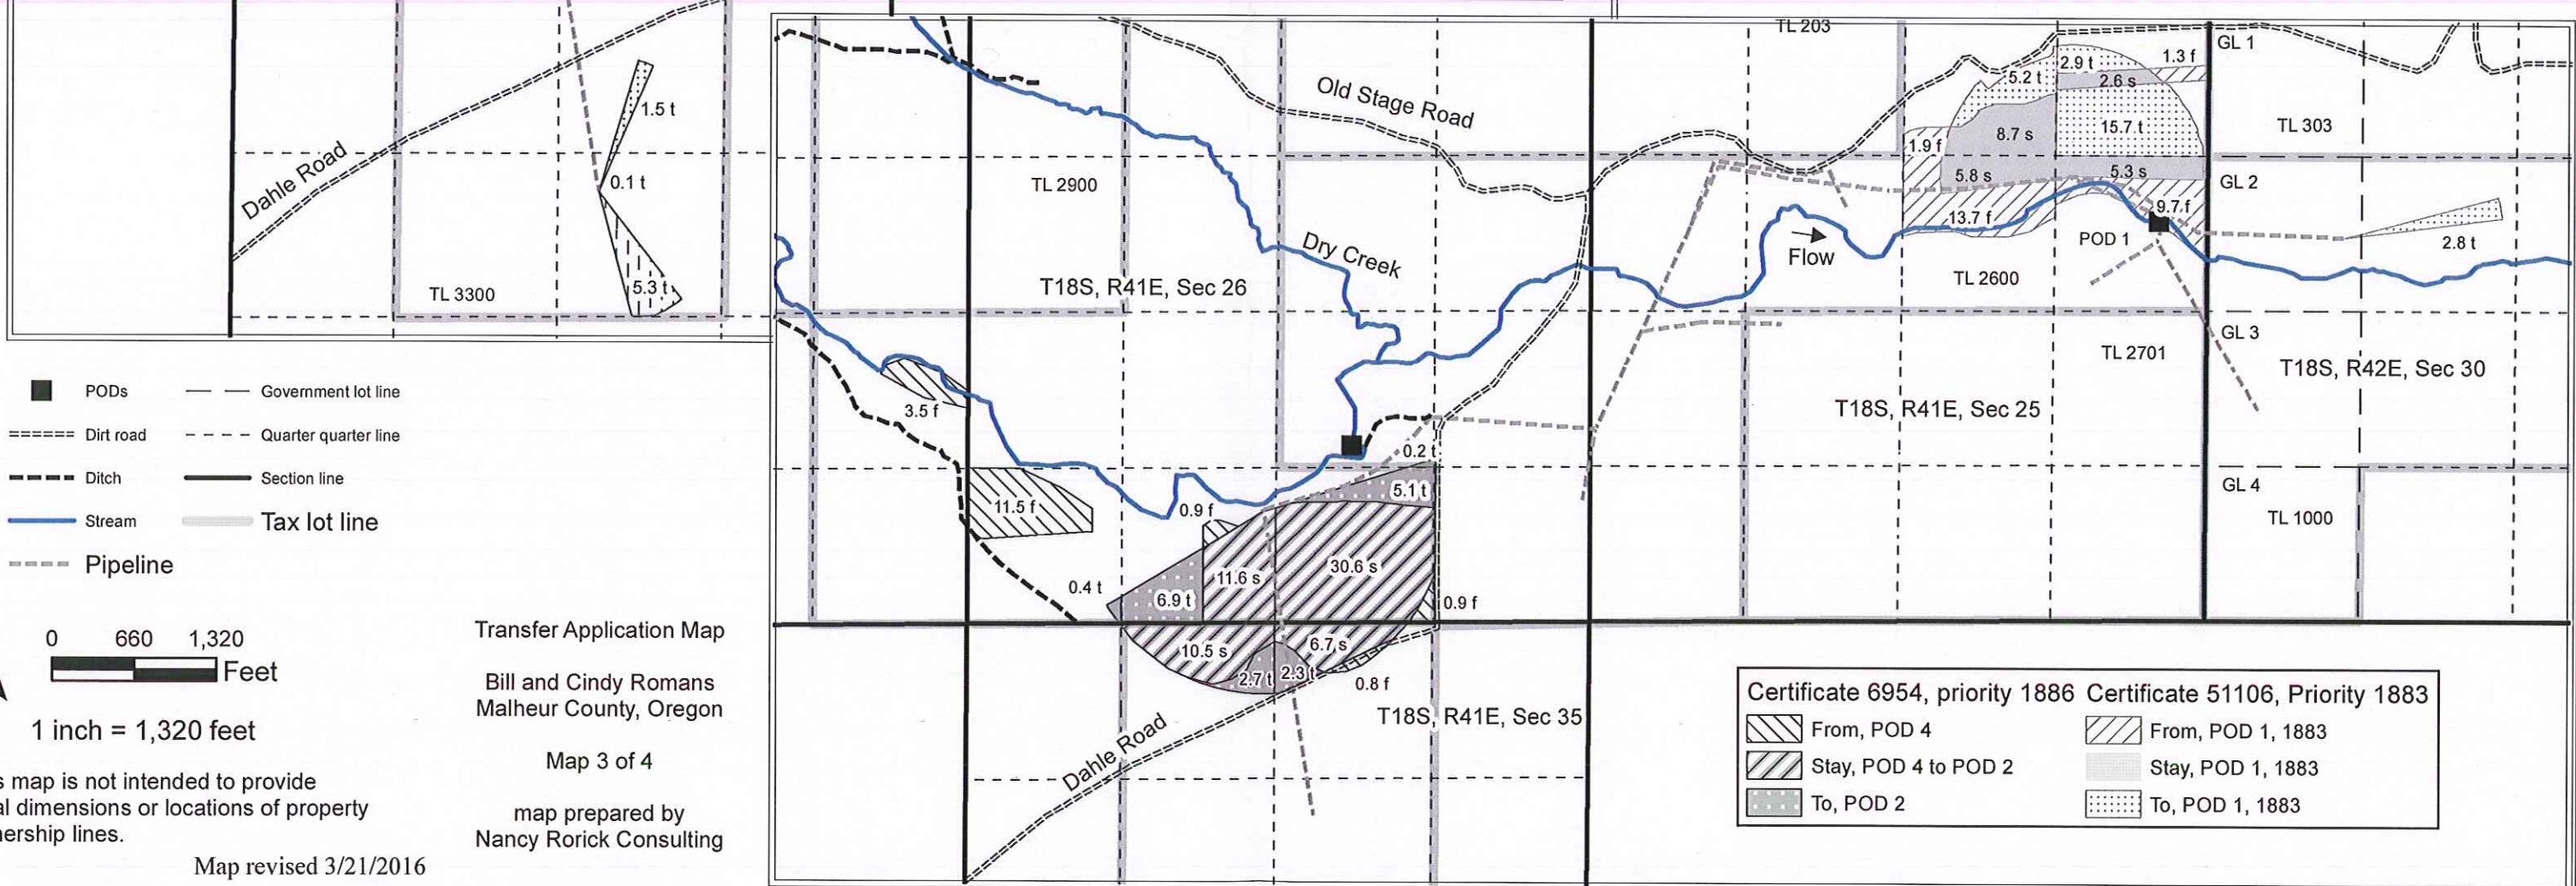 Dahle Road
1.5 t
0.1 t
5.3 t
TL 3300
PODs
Government lot line
Dirt road
Quarter quarter line
Ditch
Section line
Stream
Tax lot line
Pipeline
0 660 1,320
Feet
1 inch = 1,320 feet
map is not intended to provide
dimensions or locations of property
lines.
Map revised 3/21/2016
Transfer Application Map
Bill and Cindy Romans
Malheur County, Oregon
Map 3 of 4
map prepared by
Nancy Rorick Consulting
TL 203
Old Stage Road
TL 2900
Dry Creek
T18S, R41E, Sec 26
3.5 f
11.5 f
0.9 f
0.2 t
5.1 t
30.6 s
11.6 s
0.4 t
6.9 t
0.9 f
10.5 s
6.7 s
2.7 t
2.3 t
0.8 f
Dahle Road
T18S, R41E, Sec 35
Flow
1.9 f
5.2 t
2.9 t
1.3 f
2.6 s
8.7 s
15.7 t
5.8 s
5.3 s
13.7 f
9.7 f
POD 1
TL 2600
TL 2701
T18S, R41E, Sec 25
GL 1
TL 303
GL 2
2.8 t
GL 3
T18S, R42E, Sec 30
GL 4
TL 1000
Certificate 6954, priority 1886 Certificate 51106, Priority 1883
From, POD 4 From, POD 1, 1883
Stay, POD 4 to POD 2 Stay, POD 1, 1883
To, POD 2 To, POD 1, 1883